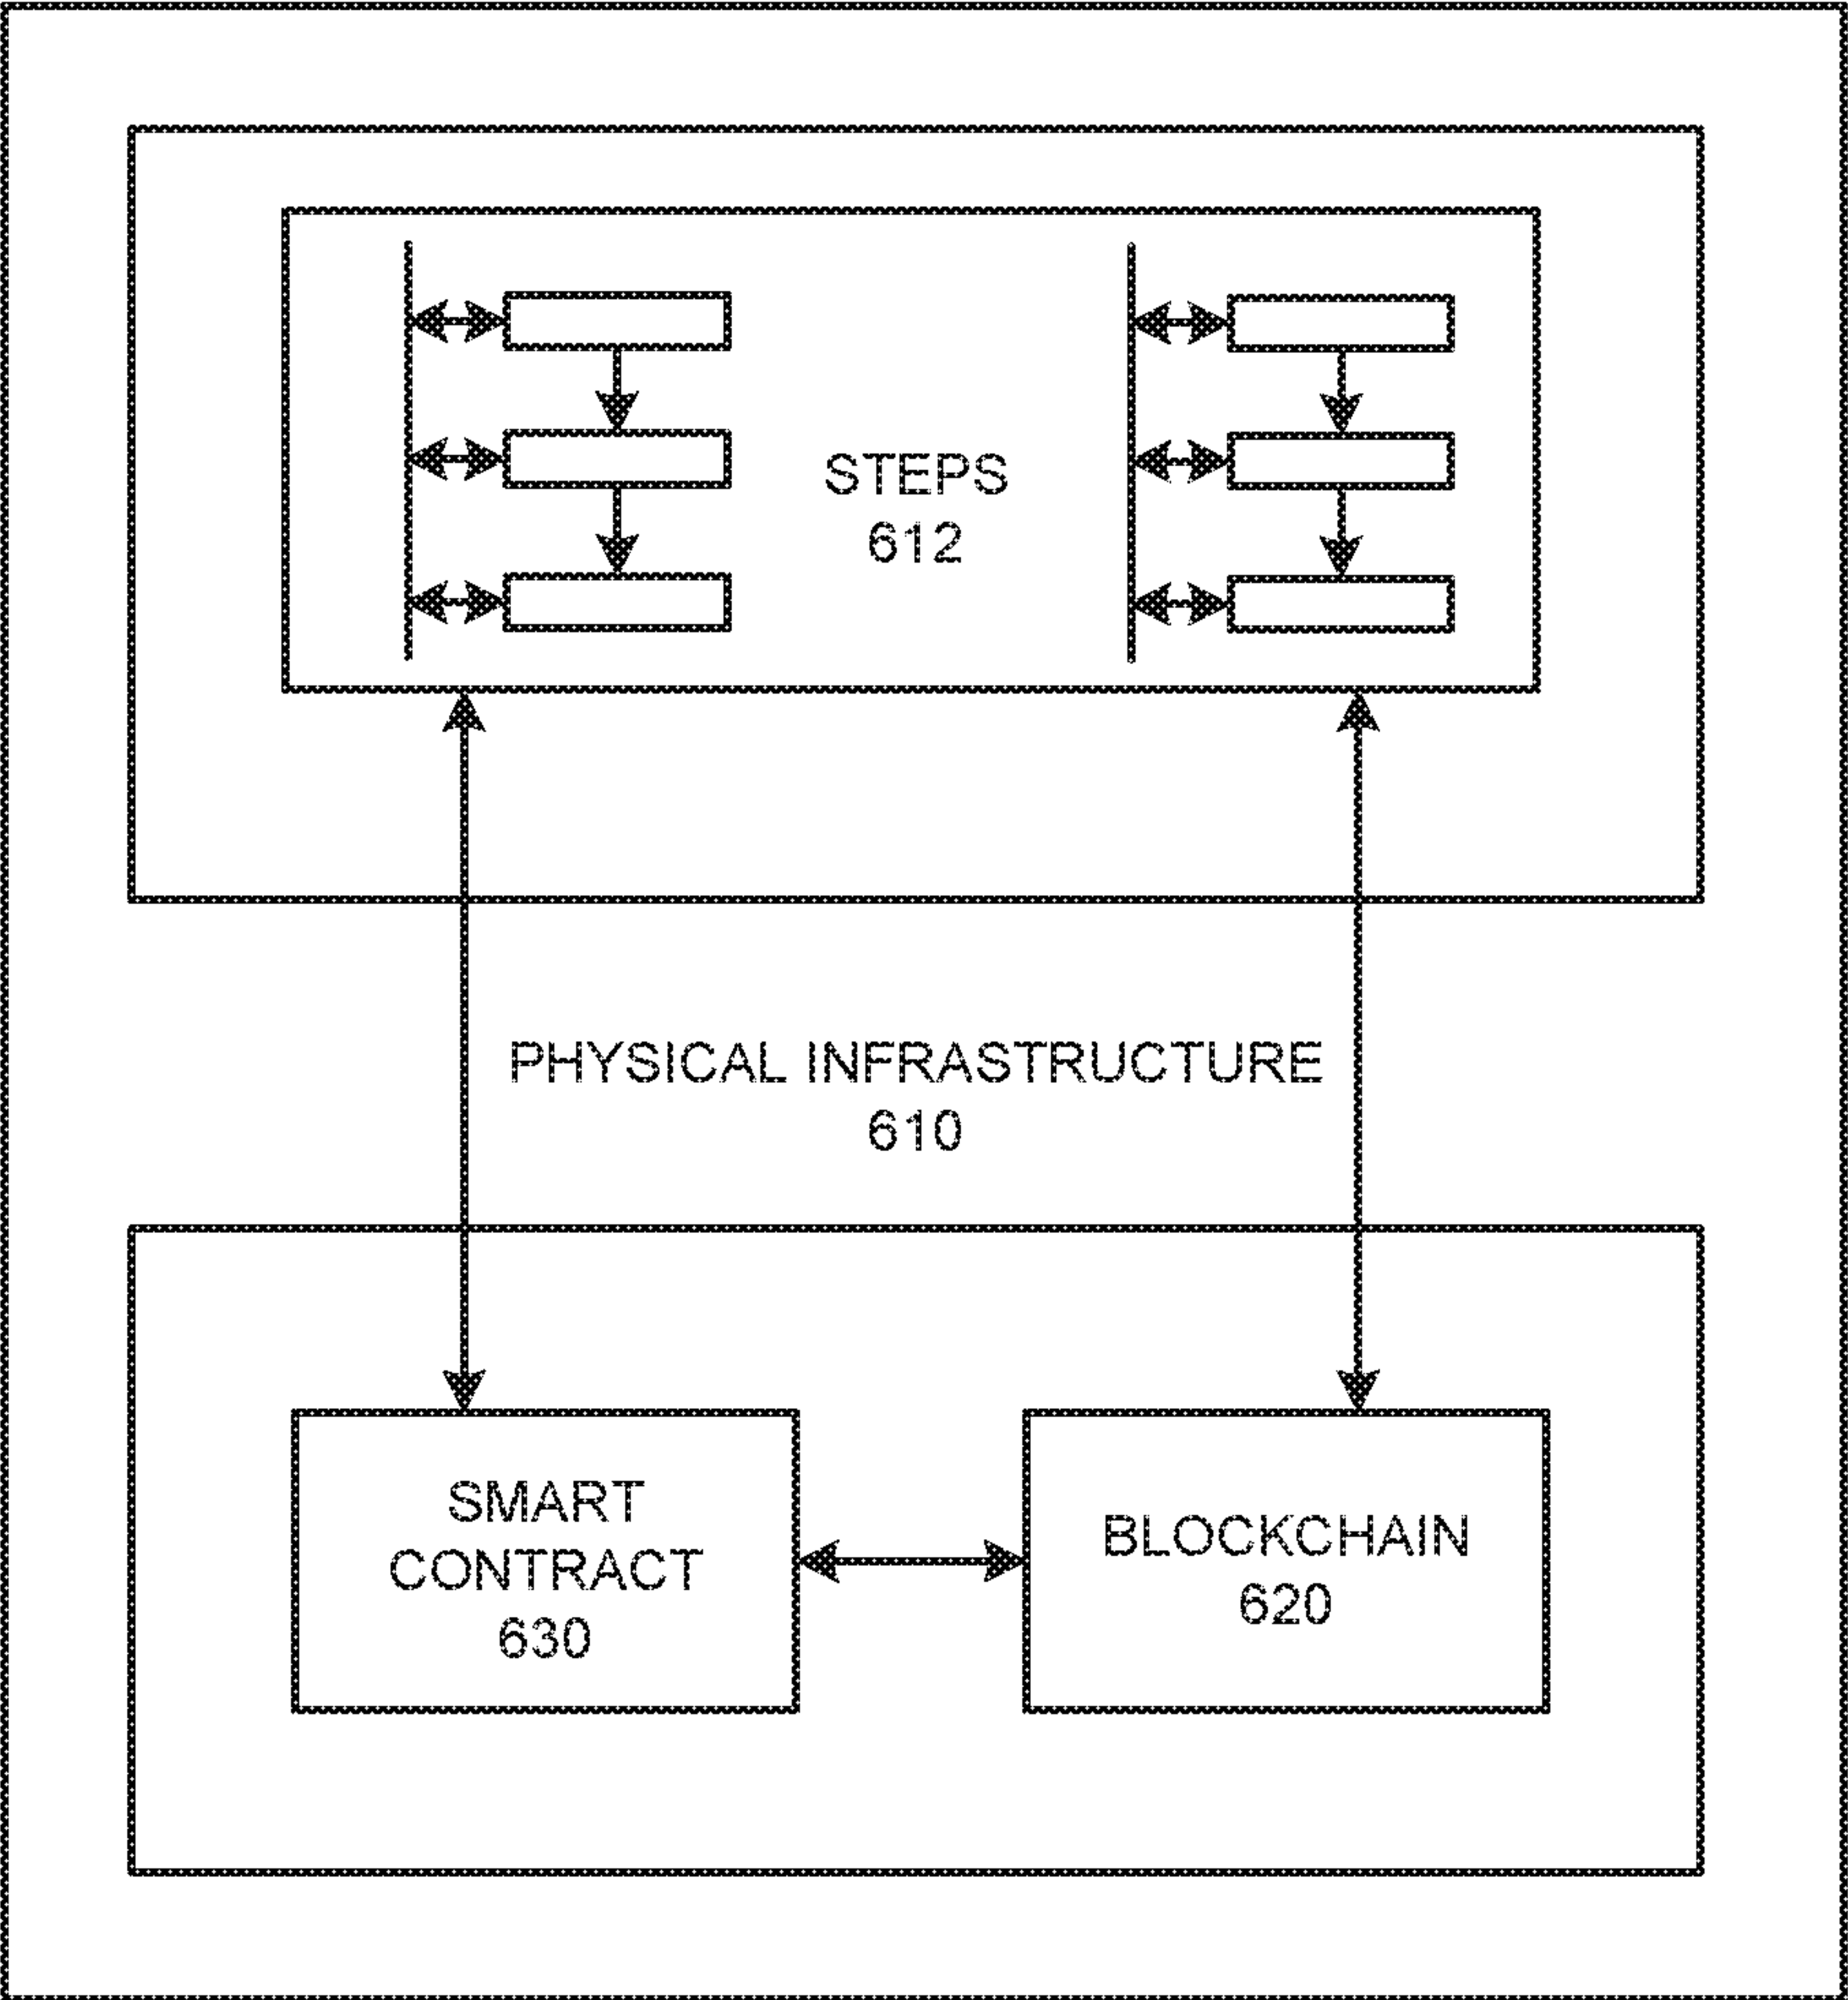 STEPS
612
PHYSICAL INFRASTRUCTURE
610
SMART
CONTRACT
630
BLOCKCHAIN
620